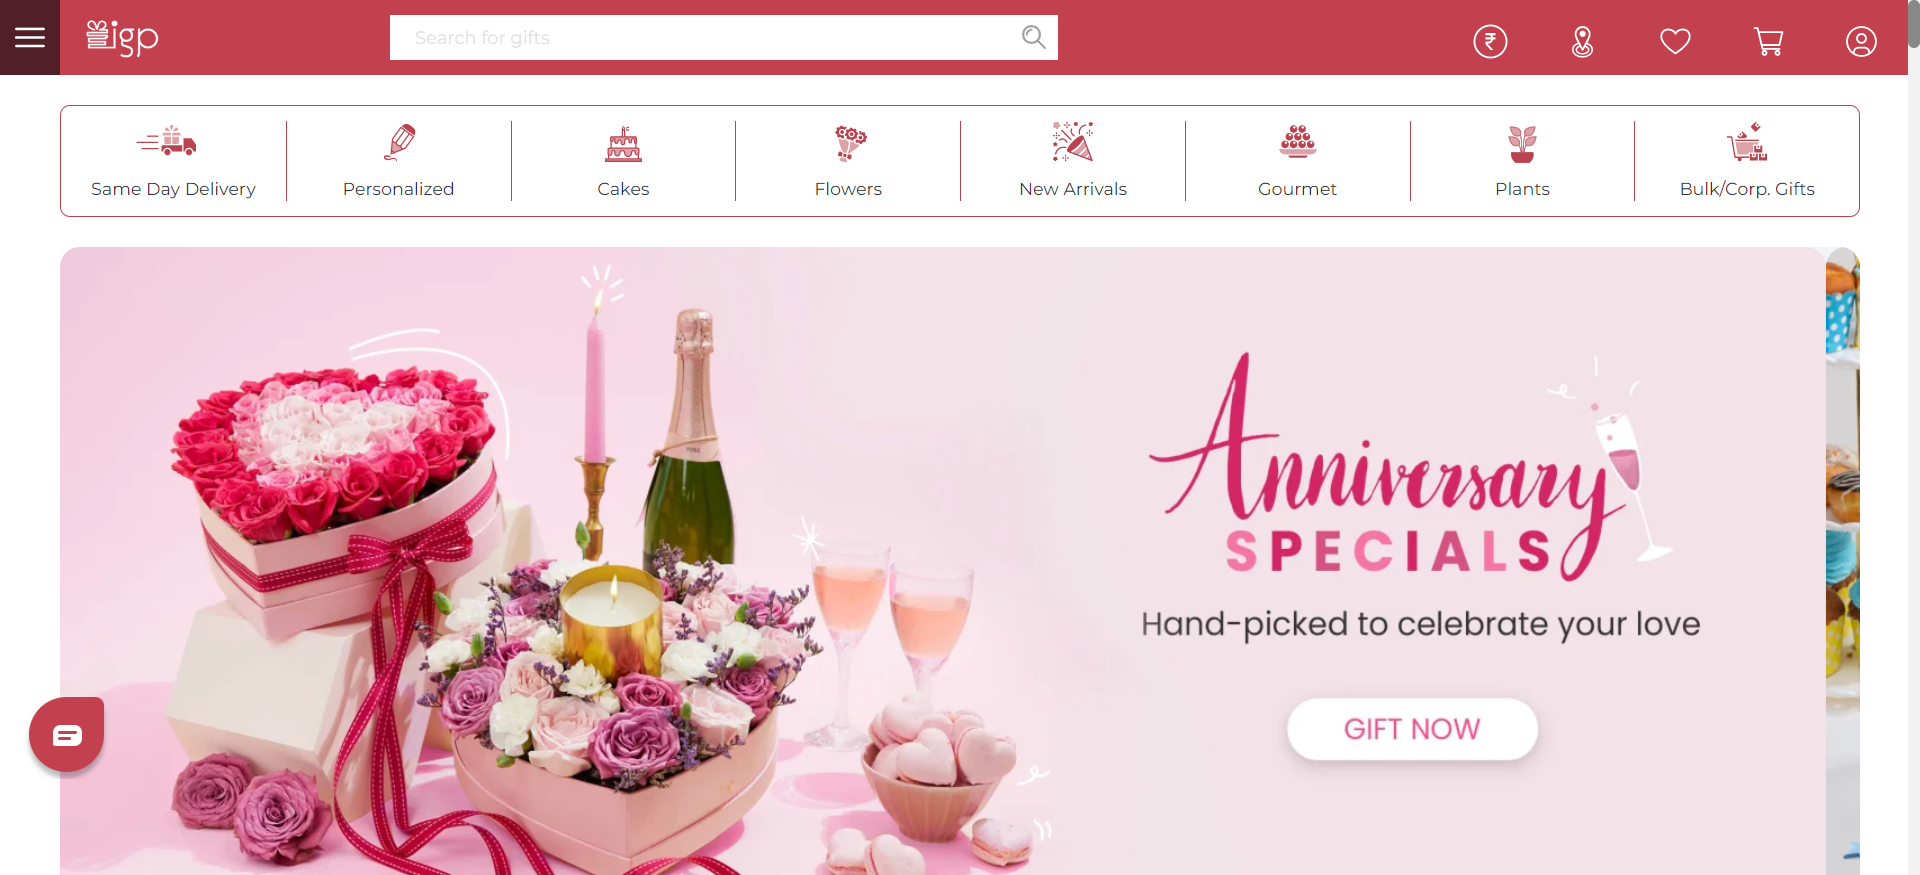 igp
Search for gifts
₹
Same Day Delivery
Personalized
Cakes
Flowers
New Arrivals
Gourmet
Plants
Bulk/Corp. Gifts
Anniversary
SPECIALS
Hand-picked to celebrate your love
GIFT NOW